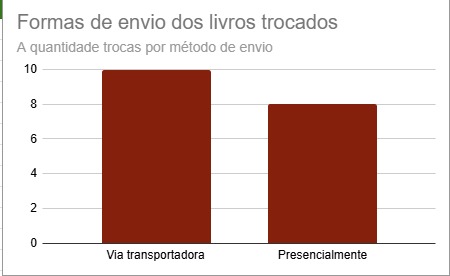 Formas de envio dos livros trocados
A quantidade trocas por método de envio
10
8
6
4
2
0
Via transportadora
Presencialmente